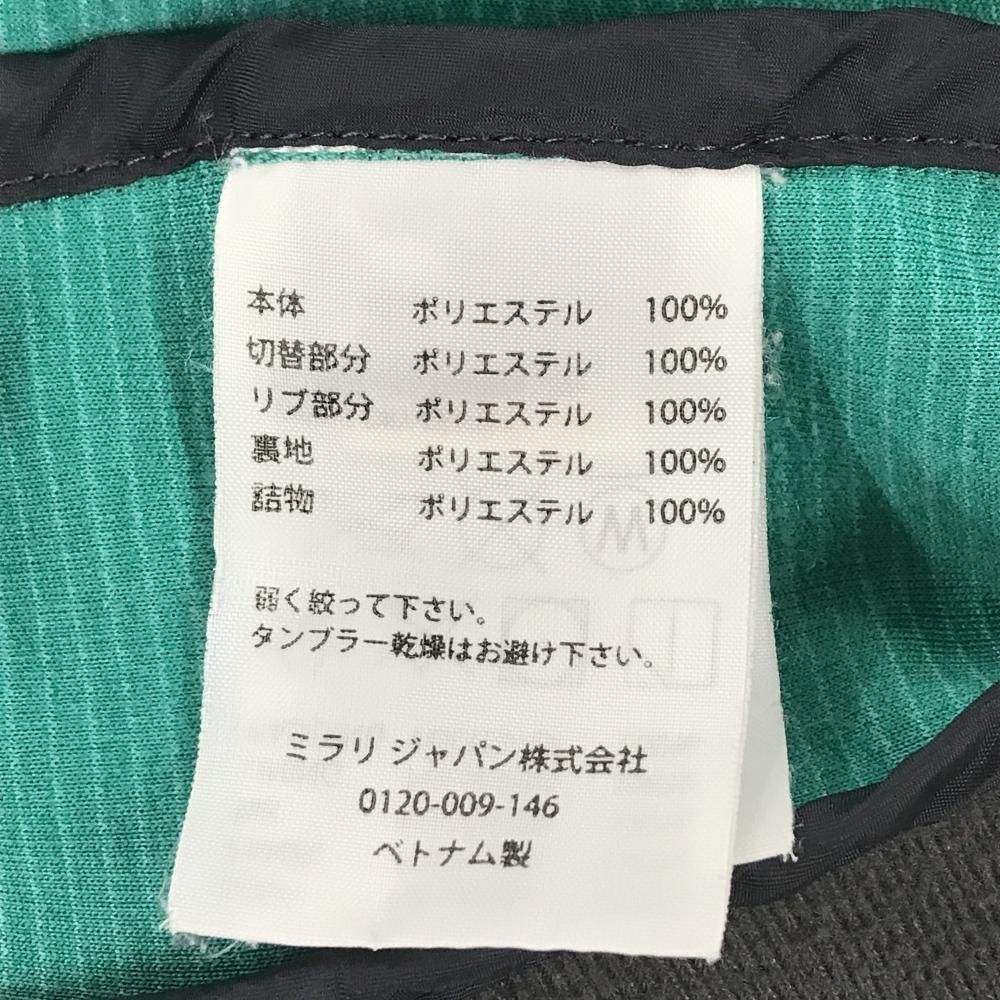 本体 ポリエステル 100%
切替部分 ポリエステル 100%
リブ部分 ポリエステル 100%
裏地 ポリエステル 100%
詰物 ポリエステル 100%
弱く絞って下さい。
タンブラー乾燥はお避け下さい。
ミラリ ジャパン株式会社
0120-009-146
ベトナム製